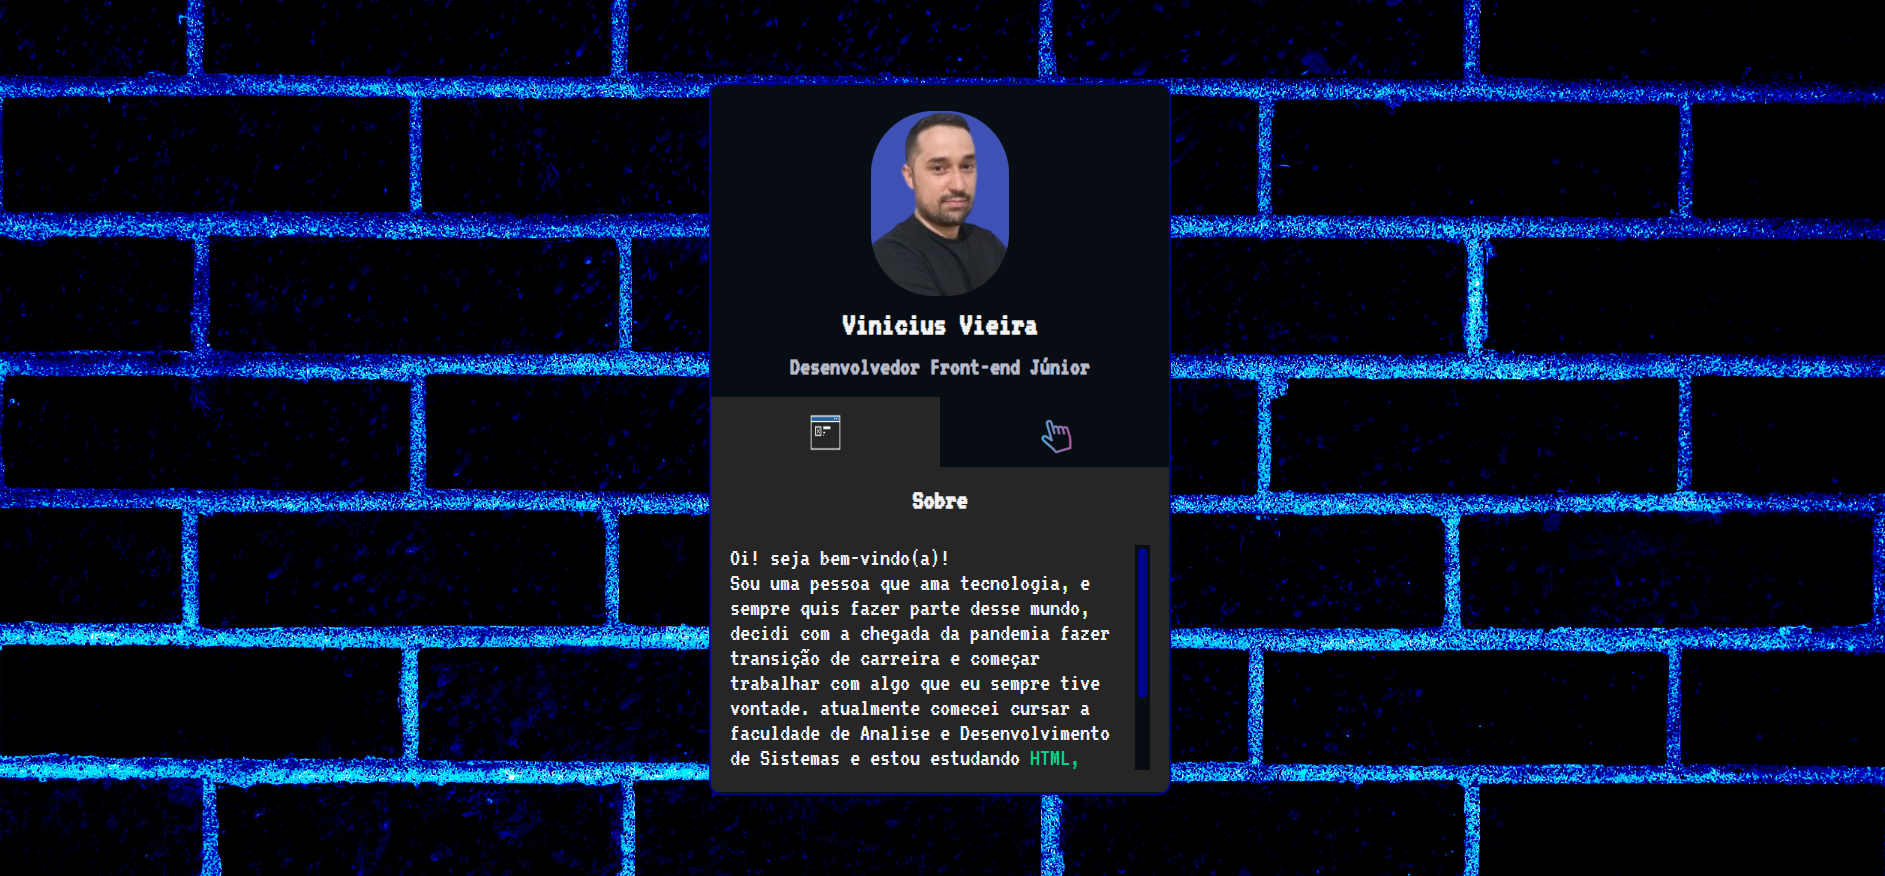 Vinicius Vieira
Desenvolvedor Front-end Júnior
Sobre
Oi! seja bem-vindo(a)!
Sou uma pessoa que ama tecnologia, e
sempre quis fazer parte desse mundo,
decidi com a chegada da pandemia fazer
transição de carreira e começar
trabalhar com algo que eu sempre tive
vontade. atualmente comecei cursar a
faculdade de Analise e Desenvolvimento
de Sistemas e estou estudando HTML,